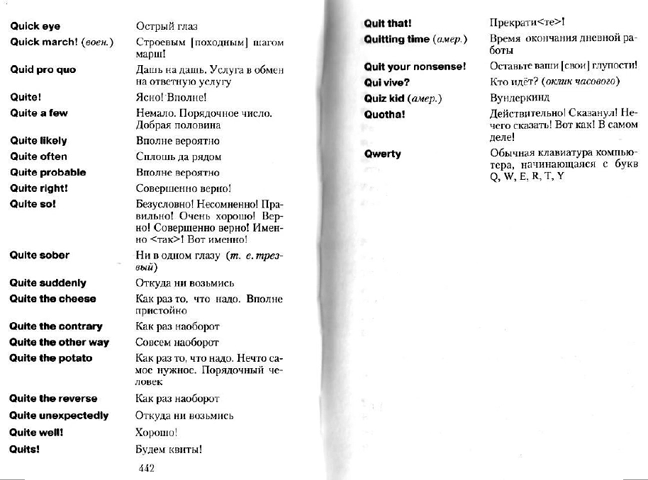 Quick eye Острый глаз
Quick march! (воен.) Строевым [походным] шагом
марш!
Quid pro quo Дашь на дашь. Услуга в обмен
на ответную услугу
Quite! Ясно! Вполне!
Quite a few Немало. Порядочное число.
Добрая половина
Quite likely Вполне вероятно
Quite often Сплошь да рядом
Quite probable Вполне вероятно
Quite right! Совершенно верно!
Quite so! Безусловно! Несомненно! Пра-
вильно! Очень хорошо! Вер-
но! Совершенно верно! Имен-
но <так>! Вот именно!
Quite sober Ни в одном глазу (т. е. трез-
вый)
Quite suddenly Откуда ни возьмись
Quite the cheese Как раз то, что надо. Вполне
пристойно
Quite the contrary Как раз наоборот
Quite the other way Совсем наоборот
Quite the potato Как раз то, что надо. Нечто са-
мое нужное. Порядочный че-
ловек
Quite the reverse Как раз наоборот
Quite unexpectedly Откуда ни возьмись
Quite well! Хорошо!
Quits! Будем квиты!
442
Quit that! Прекрати<те>!
Quitting time (амер.) Время окончания дневной ра-
боты
Quit your nonsense! Оставьте ваши [свои] глупости!
Qui vive? Кто идёт? (оклик часового)
Quiz kid (амер.) Вундеркинд
Quotha! Действительно! Сказанул! Не-
чего сказать! Вот как! В самом
деле!
Qwerty Обычная клавиатура компью-
тера, начинающаяся с букв
Q, W, E, R, T, Y